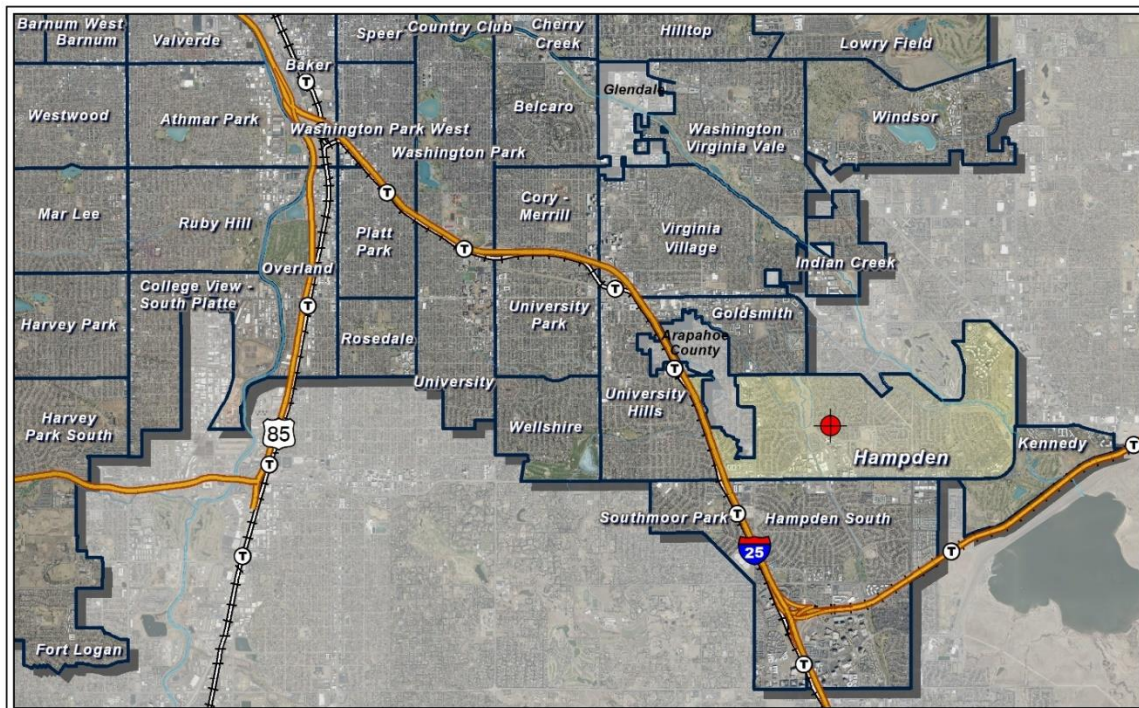 Barnum West
Barnum
Valverde
Speer
Country Club
Cherry
Creek
Hilltop
Lowry Field
Baker
Glendale
Westwood
Athmar Park
Washington Park West
Washington Park
Belcaro
Washington
Virginia Vale
Windsor
Mar Lee
Ruby Hill
Platt
Park
Cory -
Merrill
Virginia
Village
Indian Creek
Overland
College View -
South Platte
Harvey Park
Rosedale
University
Park
Goldsmith
Arapahoe
County
University
University
Hills
Harvey
Park South
85
Wellshire
Hampden
Kennedy
Southmoor Park
Hampden South
25
Fort Logan
T
T
T
T
T
T
T
T
T
T
T
T
T